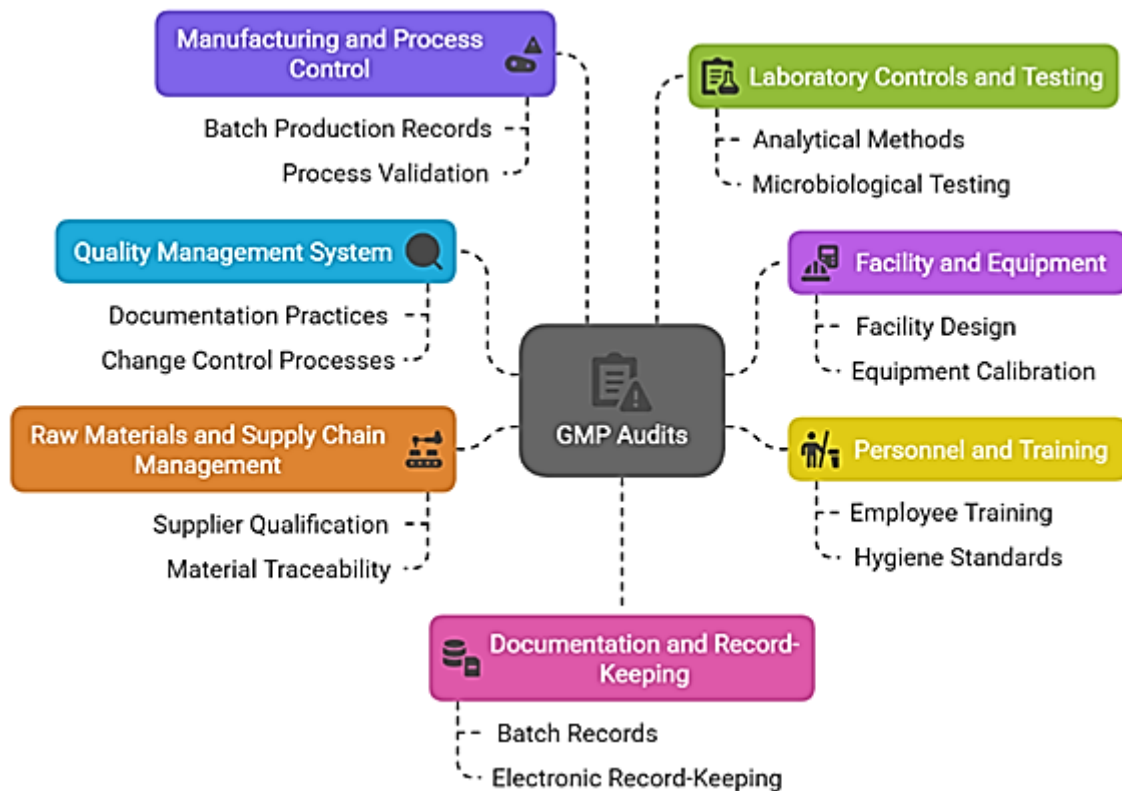 Manufacturing and Process
Control
Batch Production Records
Process Validation
Laboratory Controls and Testing
Analytical Methods
Microbiological Testing
Quality Management System
Documentation Practices
Change Control Processes
Facility and Equipment
Facility Design
Equipment Calibration
GMP Audits
Raw Materials and Supply Chain
Management
Supplier Qualification
Material Traceability
Personnel and Training
Employee Training
Hygiene Standards
Documentation and Record-
Keeping
Batch Records
Electronic Record-Keeping